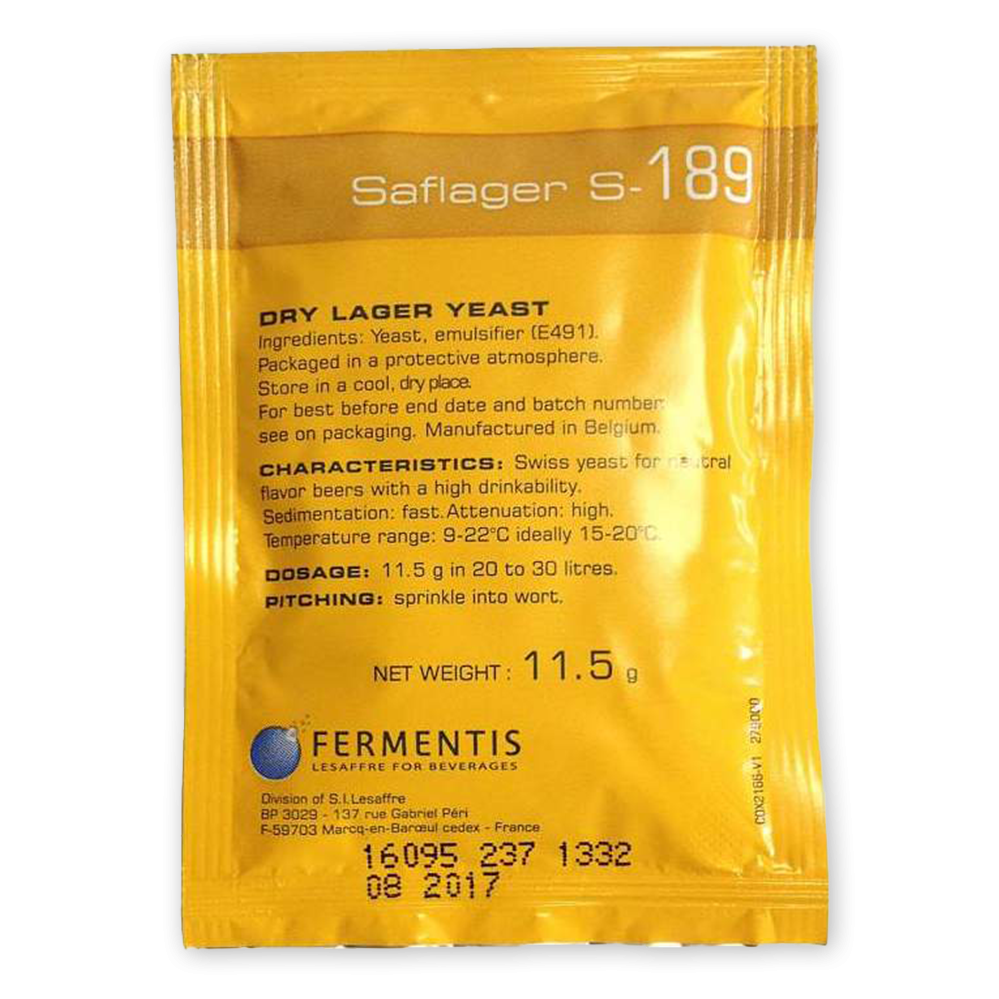 Saflager S-189
DRY LAGER YEAST
Ingredients: Yeast, emulsifier (E491).
Packaged in a protective atmosphere.
Store in a cool, dry place.
For best before end date and batch number:
see on packaging. Manufactured in Belgium.
CHARACTERISTICS: Swiss yeast for neutral
flavor beers with a high drinkability.
Sedimentation: fast. Attenuation: high.
Temperature range: 9-22°C ideally 15-20°C.
DOSAGE: 11.5 g in 20 to 30 litres.
PITCHING: sprinkle into wort.
NET WEIGHT: 11.5 g
FERMENTIS
LESAFFRE FOR BEVERAGES
Division of S.I.Lesaffre
BP 3029 - 137 rue Gabriel Péri
F-59703 Marcq-en-Barœul cedex - France
16095 237 1332
08 2017